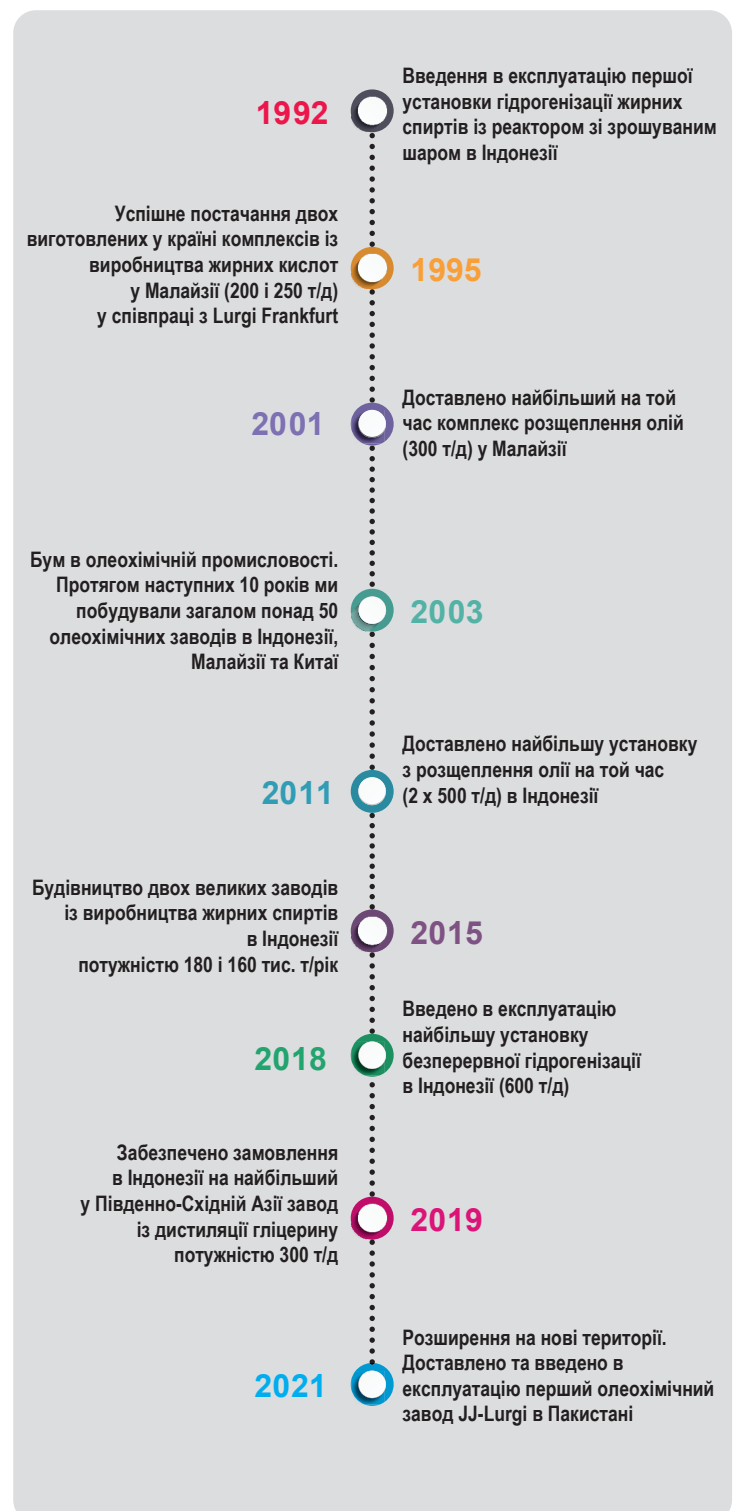 1992
Введення в експлуатацію першої
установки гідрогенізації жирних
спиртів із реактором зі зрошуваним
шаром в Індонезії
Успішне постачання двох
виготовлених у країні комплексів із
виробництва жирних кислот
у Малайзії (200 і 250 т/д)
у співпраці з Lurgi Frankfurt
1995
2001
Доставлено найбільший на той
час комплекс розщеплення олій
(300 т/д) у Малайзії
Бум в олеохімічній промисловості.
Протягом наступних 10 років ми
побудували загалом понад 50
олеохімічних заводів в Індонезії,
Малайзії та Китаї
2003
2011
Доставлено найбільшу установку
з розщеплення олії на той час
(2 x 500 т/д) в Індонезії
Будівництво двох великих заводів
із виробництва жирних спиртів
в Індонезії
потужністю 180 і 160 тис. т/рік
2015
2018
Введено в експлуатацію
найбільшу установку
безперервної гідрогенізації
в Індонезії (600 т/д)
Забезпечено замовлення
в Індонезії на найбільший
у Південно-Східній Азії завод
із дистиляції гліцерину
потужністю 300 т/д
2019
2021
Розширення на нові території.
Доставлено та введено в
експлуатацію перший олеохімічний
завод JJ-Lurgi в Пакистані